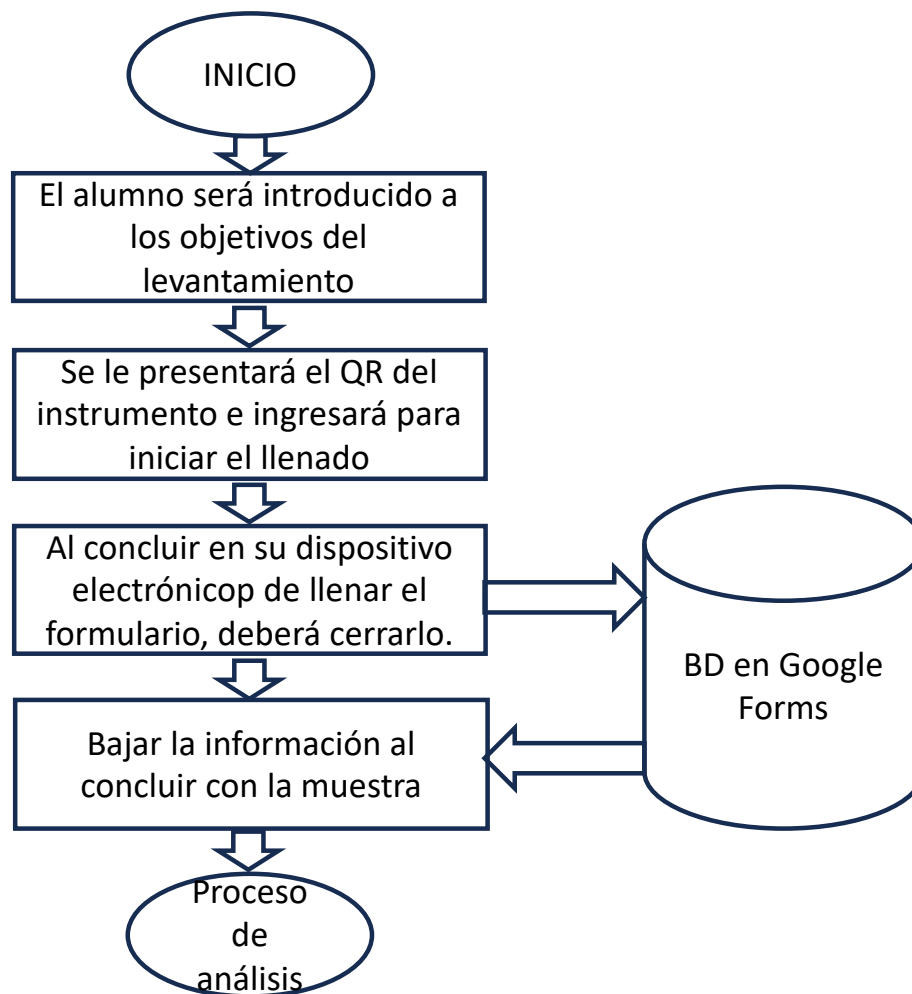 INICIO
El alumno será introducido a
los objetivos del
levantamiento
Se le presentará el QR del
instrumento e ingresará para
iniciar el llenado
Al concluir en su dispositivo
electrónicop de llenar el
formulario, deberá cerrarlo.
BD en Google
Forms
Bajar la información al
concluir con la muestra
Proceso
de
análisis